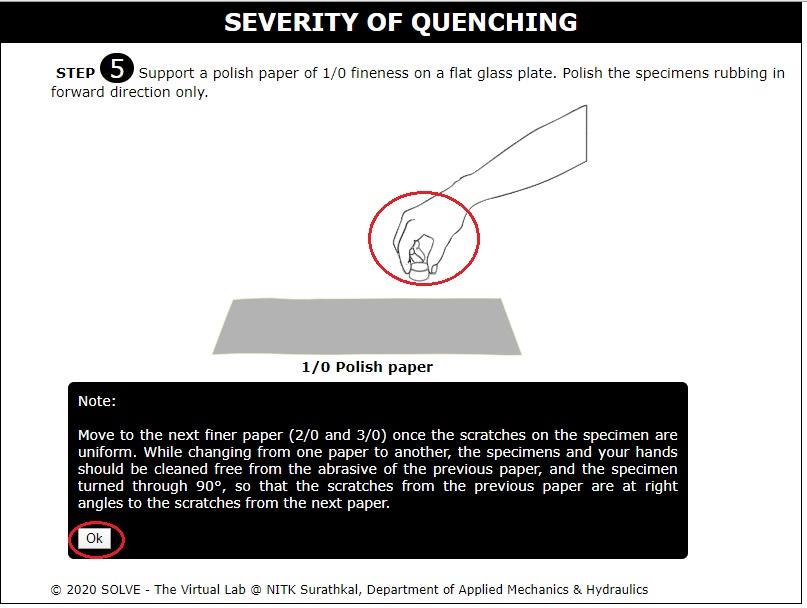 SEVERITY OF QUENCHING
STEP 5 Support a polish paper of 1/0 fineness on a flat glass plate. Polish the specimens rubbing in
forward direction only.
1/0 Polish paper
Note:
Move to the next finer paper (2/0 and 3/0) once the scratches on the specimen are
uniform. While changing from one paper to another, the specimens and your hands
should be cleaned free from the abrasive of the previous paper, and the specimen
turned through 90°, so that the scratches from the previous paper are at right
angles to the scratches from the next paper.
Ok
© 2020 SOLVE - The Virtual Lab @ NITK Surathkal, Department of Applied Mechanics & Hydraulics